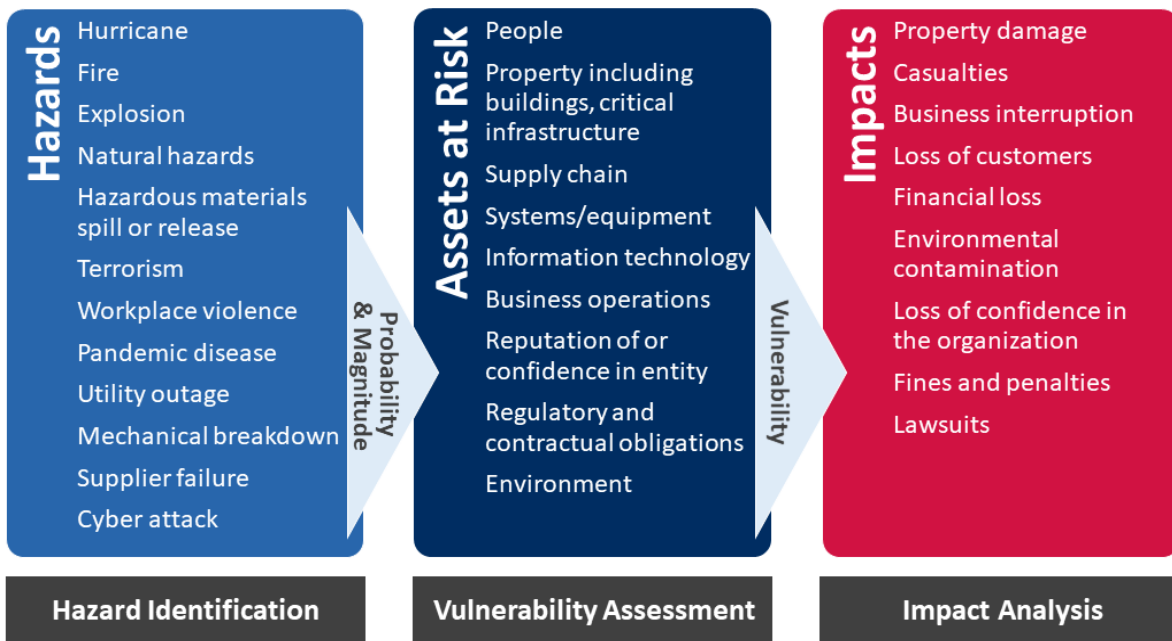 Hazards
Hurricane
Fire
Explosion
Natural hazards
Hazardous materials
spill or release
Terrorism
Workplace violence
Pandemic disease
Utility outage
Mechanical breakdown
Supplier failure
Cyber attack
Probability
& Magnitude
Assets at Risk
People
Property including
buildings, critical
infrastructure
Supply chain
Systems/equipment
Information technology
Business operations
Reputation of or
confidence in entity
Regulatory and
contractual obligations
Environment
Vulnerability
Impacts
Property damage
Casualties
Business interruption
Loss of customers
Financial loss
Environmental
contamination
Loss of confidence in
the organization
Fines and penalties
Lawsuits
Hazard Identification
Vulnerability Assessment
Impact Analysis